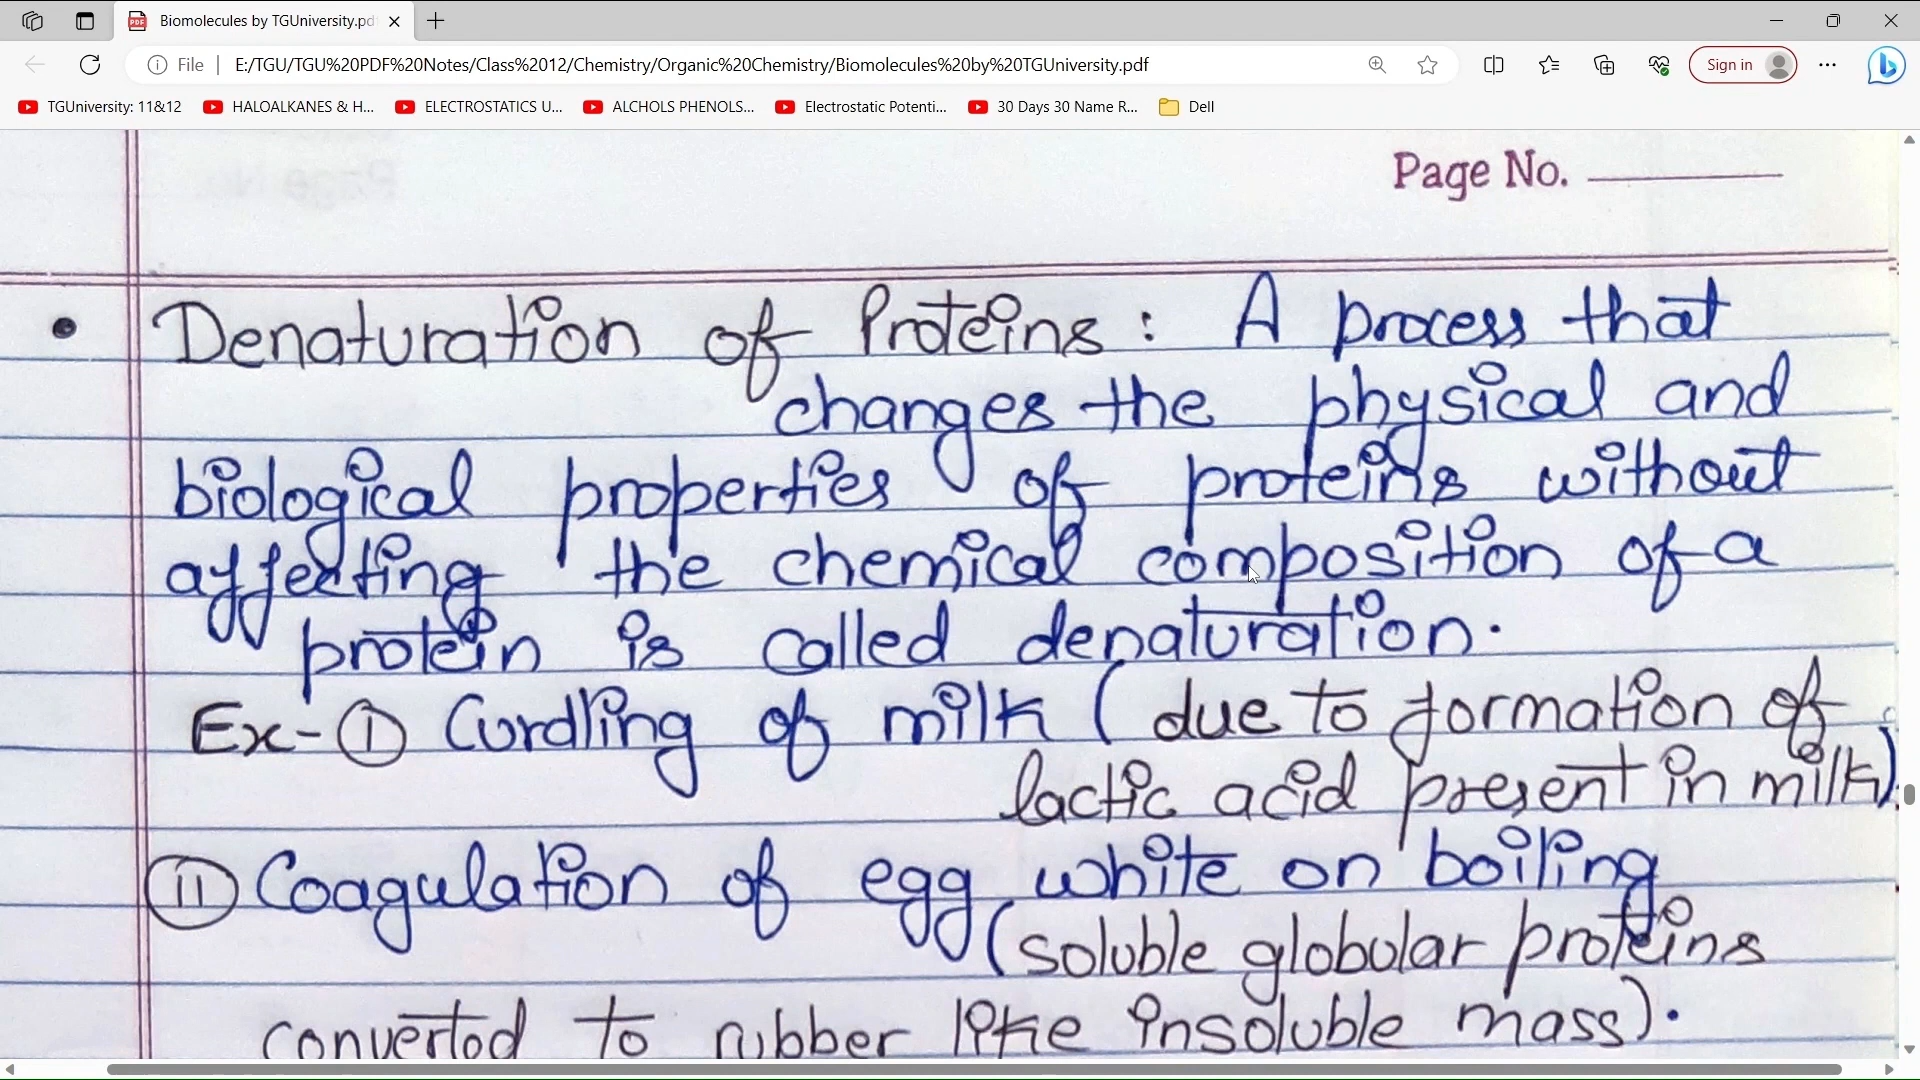 Biomolecules by TGUniversity.pd
File
E:/TGU/TGU%20PDF%20Notes/Class%2012/Chemistry/Organic%20Chemistry/Biomolecules%20by%20TGUniversity.pdf
Sign in
TGUniversity: 11&12
HALOALKANES & H...
ELECTROSTATICS U...
ALCHOLS PHENOLS...
Electrostatic Potenti...
30 Days 30 Name R...
Dell
Page No.
• Denaturation of Proteins : A process that
changes the physical and
biological properties of proteins without
affecting the chemical composition of a
protein is called denaturation.
Ex- (I) Curdling of milk ( due to formation of
lactic acid present in milk)
(II) Coagulation of egg white on boiling
(soluble globular proteins
converted to rubber like insoluble mass).